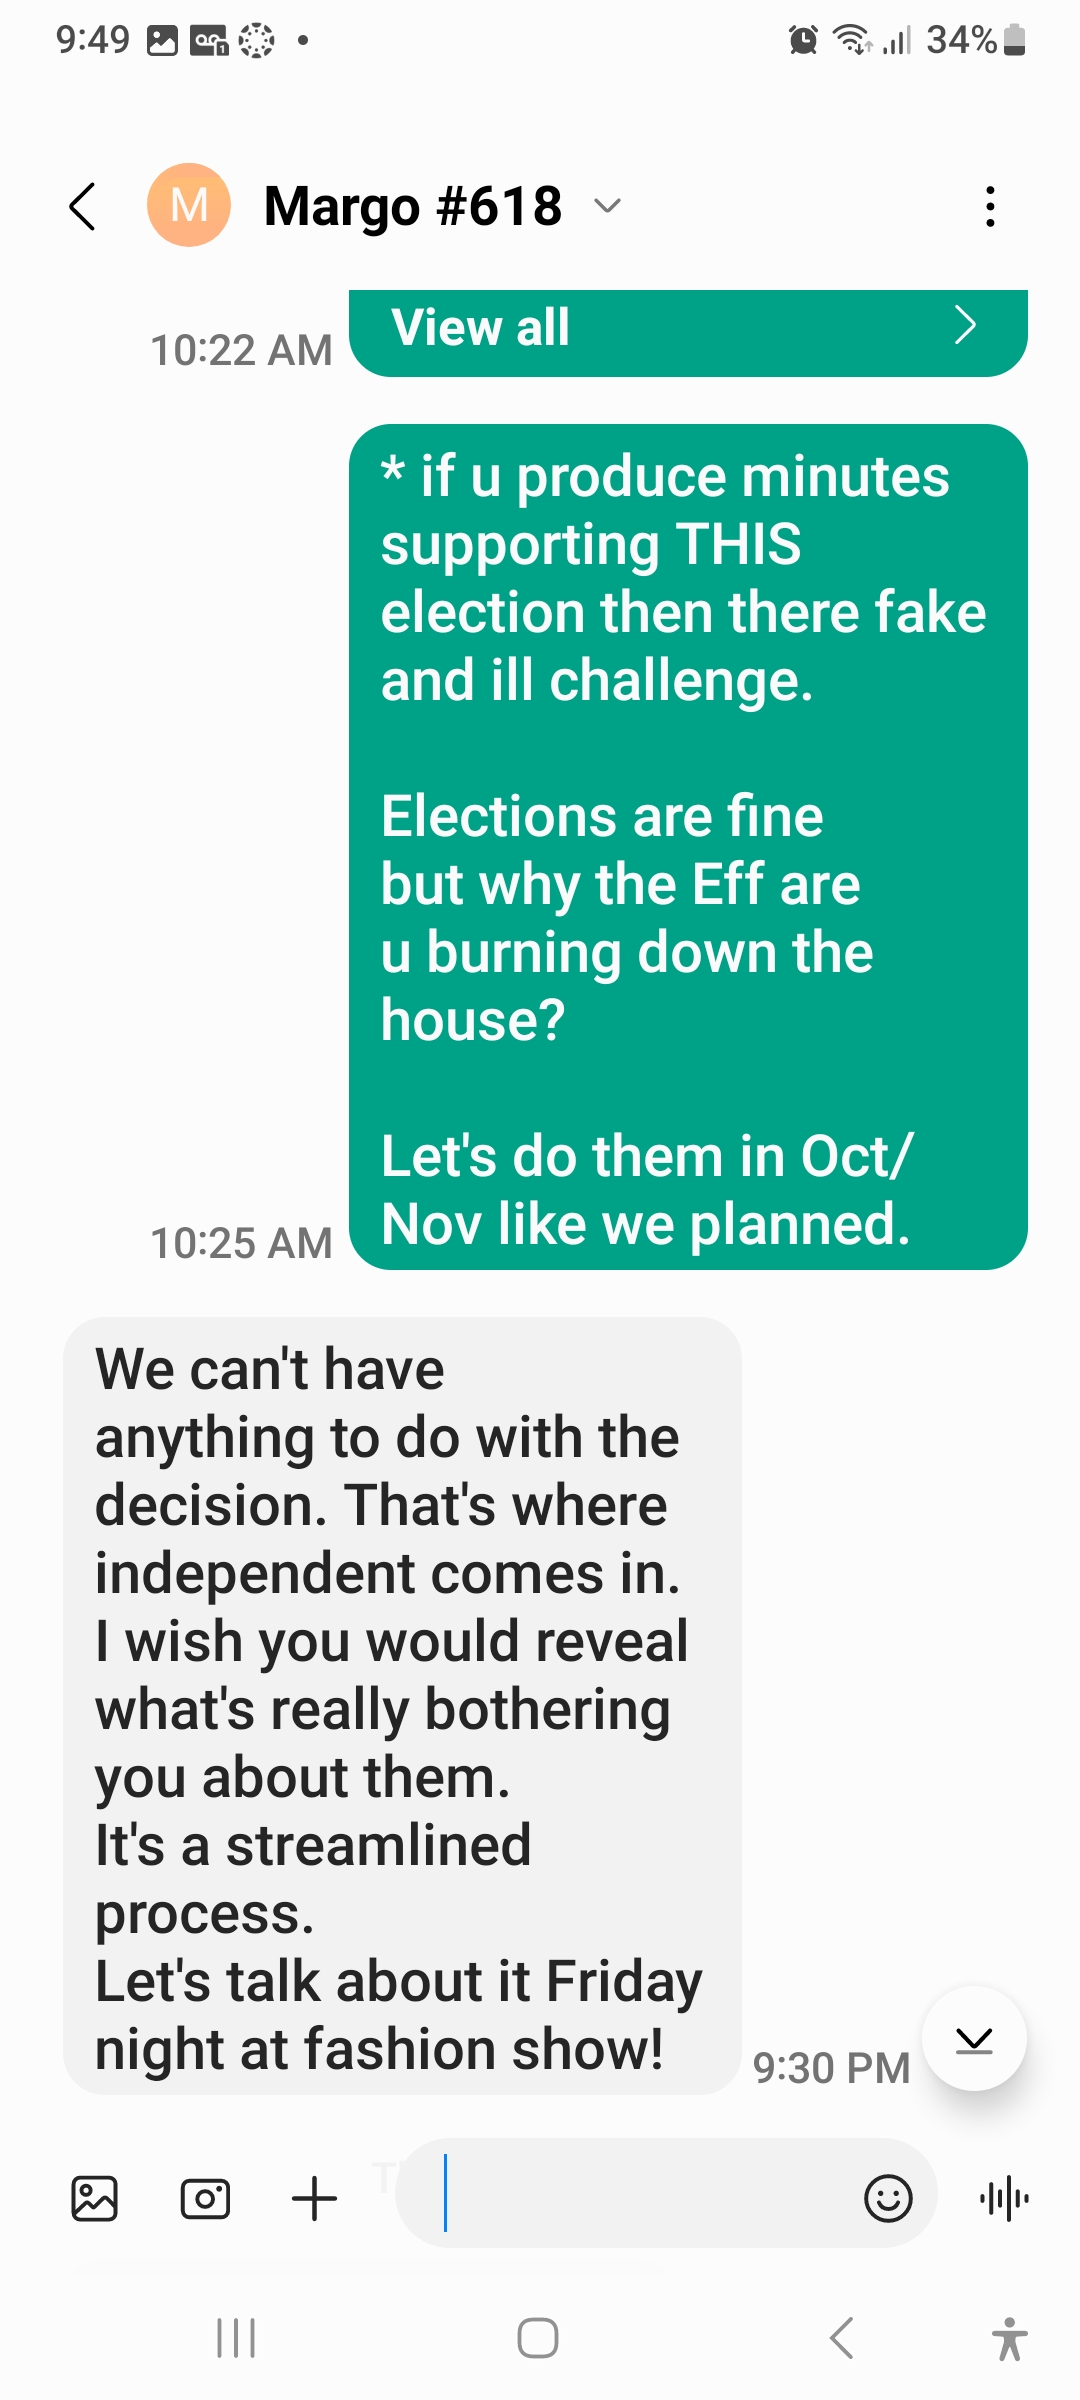 9:49
34%
M
Margo #618
View all
10:22 AM
* if u produce minutes
supporting THIS
election then there fake
and ill challenge.
Elections are fine
but why the Eff are
u burning down the
house?
Let's do them in Oct/
Nov like we planned.
10:25 AM
We can't have
anything to do with the
decision. That's where
independent comes in.
I wish you would reveal
what's really bothering
you about them.
It's a streamlined
process.
Let's talk about it Friday
night at fashion show!
9:30 PM